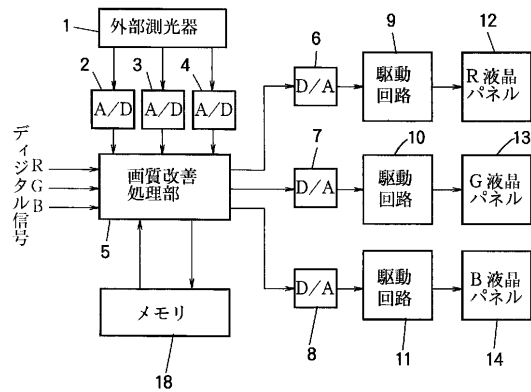 1
外部測光器
2
3
4
A/D
A/D
A/D
ディジタル信号
R
G
B
画質改善
処理部
5
メモリ
18
6
D/A
7
D/A
D/A
8
9
駆動
回路
10
駆動
回路
駆動
回路
11
12
R液晶
パネル
13
G液晶
パネル
B液晶
パネル
14